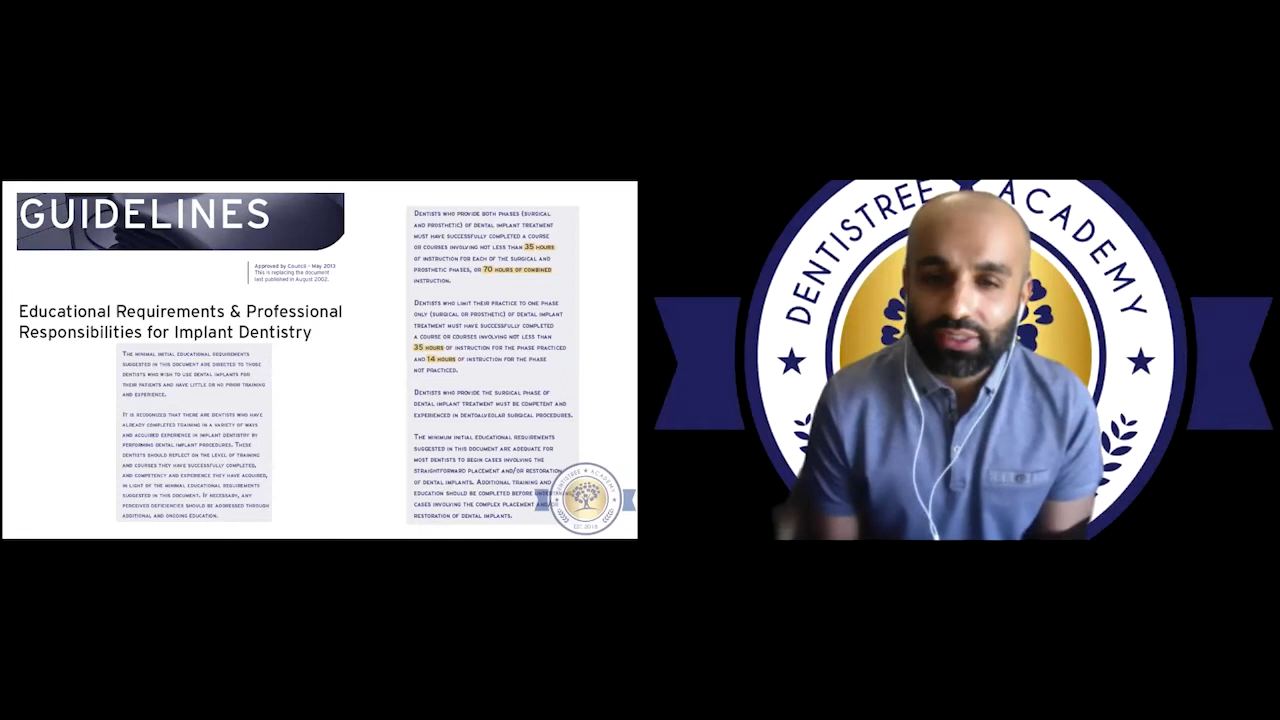 GUIDELINES
Approved by Council - May 2013
This is replacing the document
last published in August 2002.
Educational Requirements & Professional
Responsibilities for Implant Dentistry
The minimal initial educational requirements
suggested in this document are directed to those
dentists who wish to use dental implants for
their patients and have little or no prior training
and experience.
It is recognized that there are dentists who have
already completed training in a variety of ways
and acquired experience in implant dentistry by
performing dental implant procedures. These
dentists should reflect on the level of training
and courses they have successfully completed,
and competency and experience they have acquired,
in light of the minimal educational requirements
suggested in this document. If necessary, any
perceived deficiencies should be addressed through
additional and ongoing education.
Dentists who provide both phases (surgical
and prosthetic) of dental implant treatment
must have successfully completed a course
or courses involving not less than 35 hours
of instruction for each of the surgical and
prosthetic phases, or 70 hours of combined
instruction.
Dentists who limit their practice to one phase
only (surgical or prosthetic) of dental implant
treatment must have successfully completed
a course or courses involving not less than
35 hours of instruction for the phase practiced
and 14 hours of instruction for the phase
not practiced.
Dentists who provide the surgical phase of
dental implant treatment must be competent and
experienced in dentoalveolar surgical procedures.
The minimum initial educational requirements
suggested in this document are adequate for
most dentists to begin cases involving the
straightforward placement and/or restoration
of dental implants. Additional training and
education should be completed before undertaking
cases involving the complex placement and/or
restoration of dental implants.
DENTISTREE ★ ACADEMY
EST. 2018
DENTISTREE ACADEMY